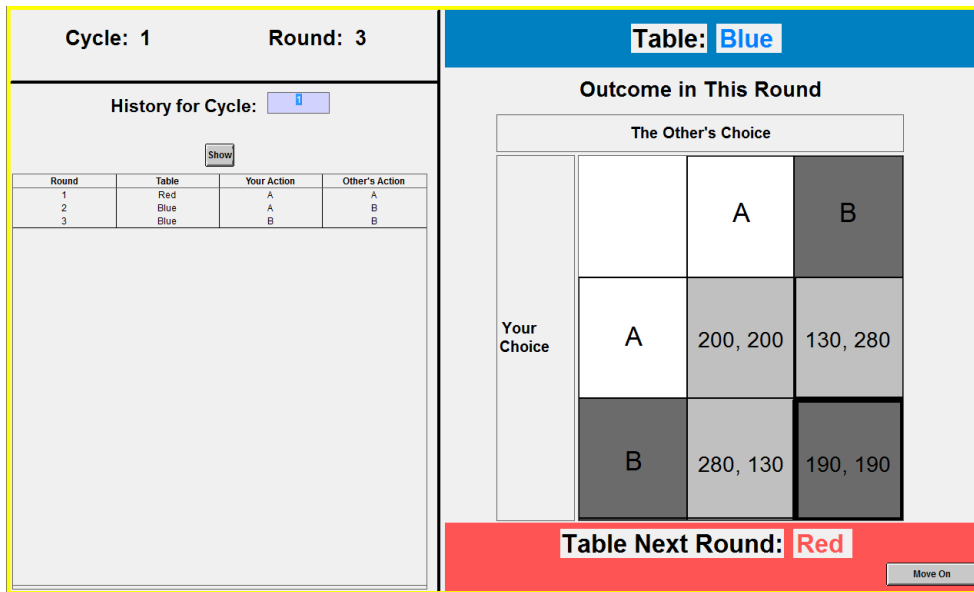 Cycle: 1 Round: 3
History for Cycle: 1
Show
Round Table Your Action Other's Action
1 Red A A
2 Blue A B
3 Blue B B
Table: Blue
Outcome in This Round
The Other's Choice
A B
Your
Choice
A 200, 200 130, 280
B 280, 130 190, 190
Table Next Round: Red
Move On